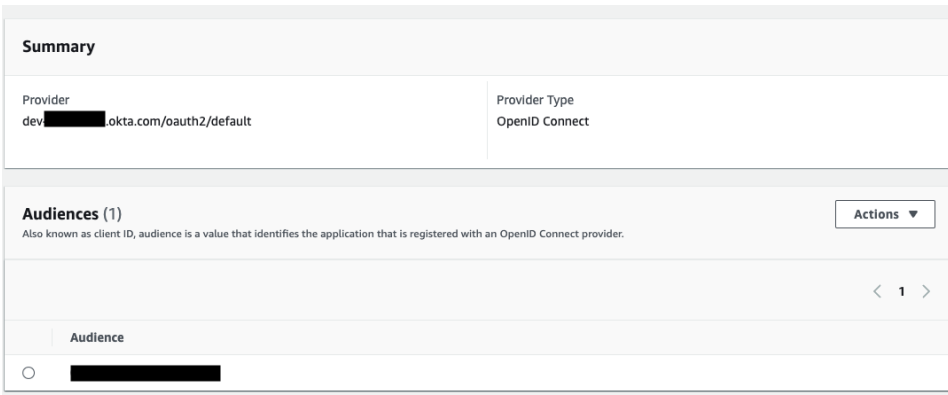 Summary
Provider
Provider Type
dev- .okta.com/oauth2/default
OpenID Connect
Audiences (1)
Actions ▼
Also known as client ID, audience is a value that identifies the application that is registered with an OpenID Connect provider.
< 1 >
Audience